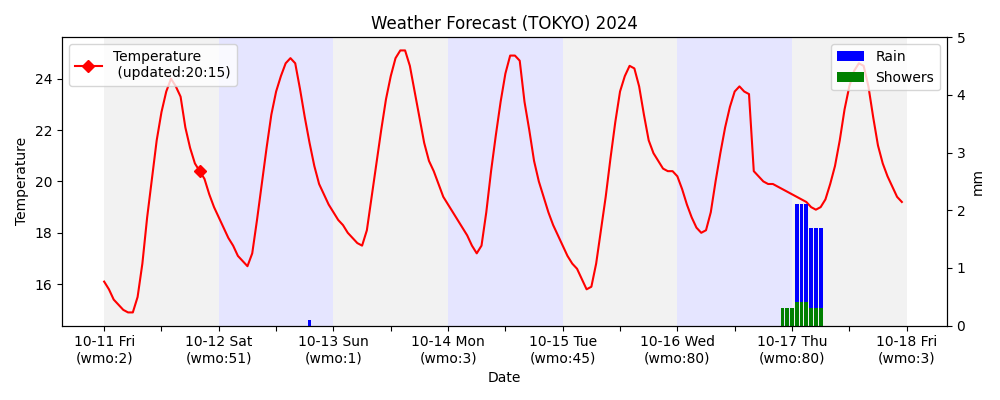 Weather Forecast (TOKYO) 2024
Temperature
(updated:20:15)
Rain
Showers
Temperature
24
22
20
18
16
5
4
3
2
1
0
mm
10-11 Fri
(wmo:2)
10-12 Sat
(wmo:51)
10-13 Sun
(wmo:1)
10-14 Mon
(wmo:3)
10-15 Tue
(wmo:45)
10-16 Wed
(wmo:80)
10-17 Thu
(wmo:80)
10-18 Fri
(wmo:3)
Date